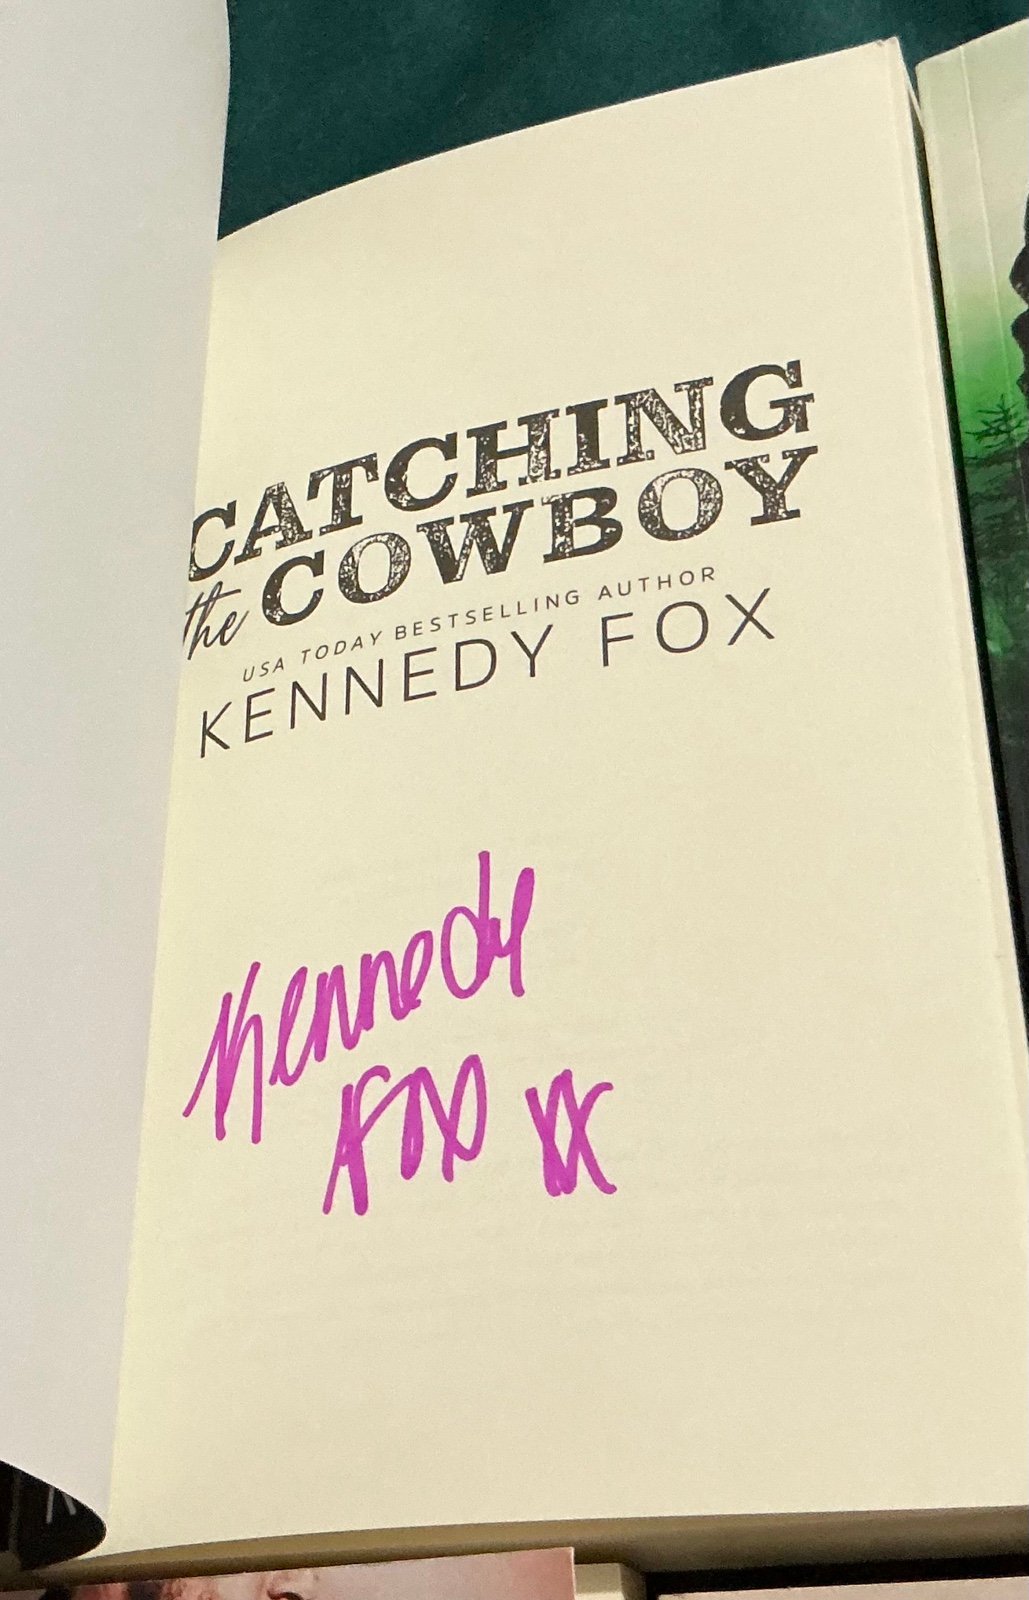 CATCHING
the COWBOY
USA TODAY BESTSELLING AUTHOR
KENNEDY FOX
Kennedy
Fox xx